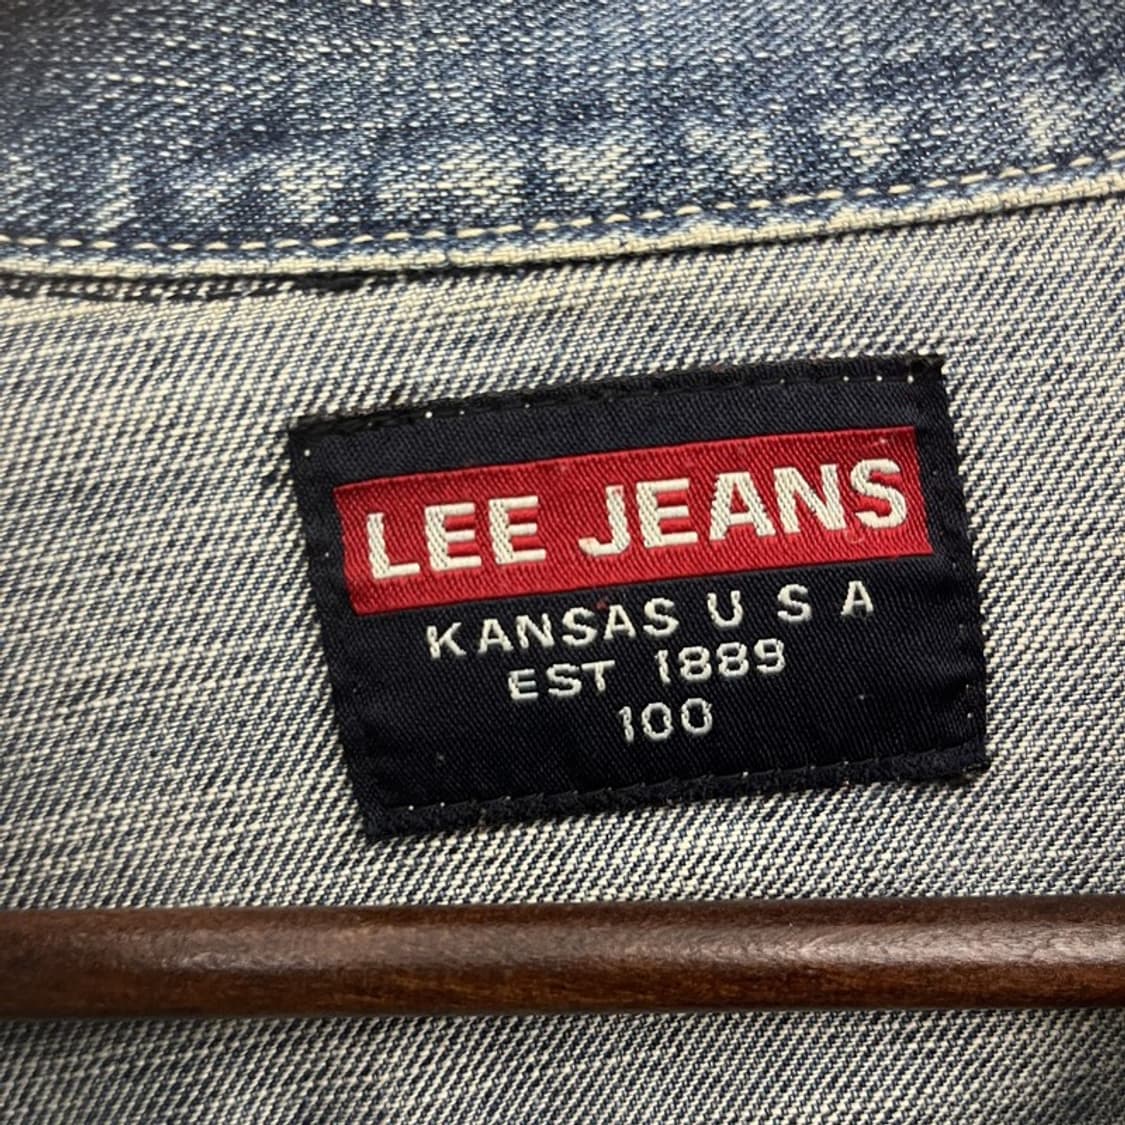 LEE JEANS
KANSAS U S A
EST 1889
100